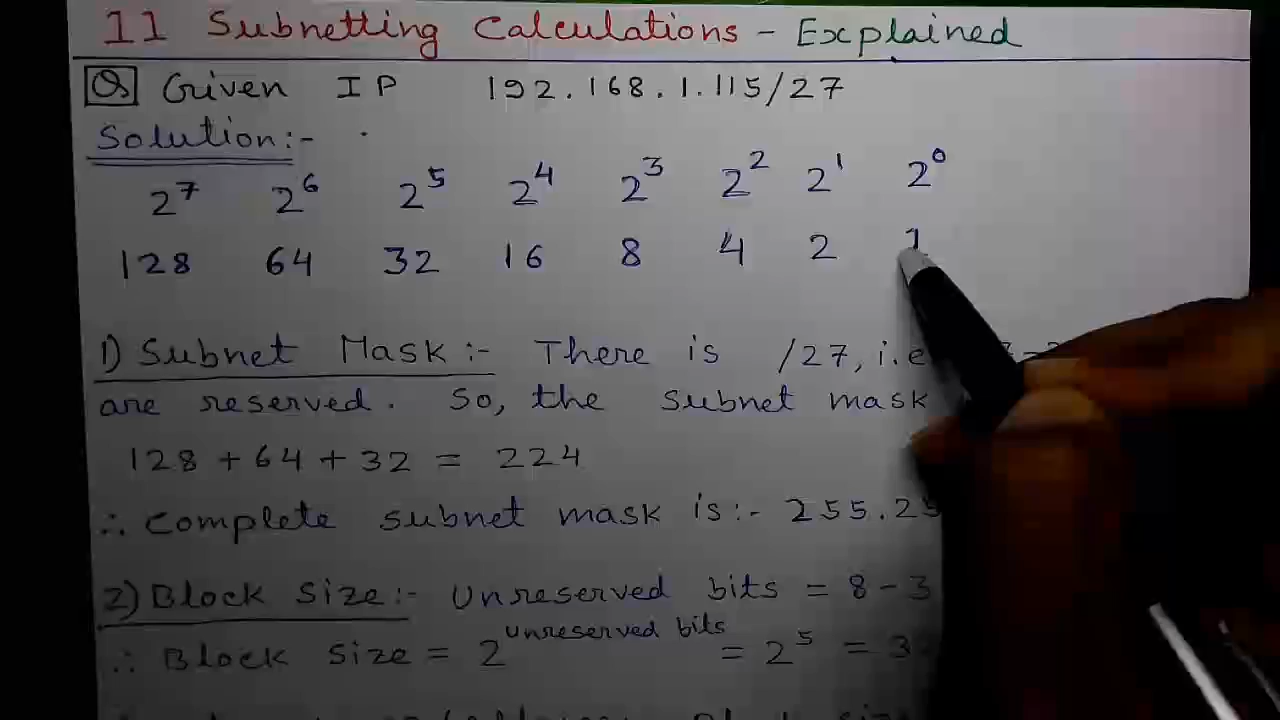 11 Subnetting Calculations - Explained
Q Given IP 192.168.1.115/27
Solution:-
2^7 2^6 2^5 2^4 2^3 2^2 2^1 2^0
128 64 32 16 8 4 2 1
1) Subnet Mask:- There is /27, i.e
are reserved. So, the subnet mask
128 + 64 + 32 = 224
∴ Complete subnet mask is:- 255.25
2) Block Size:- Unreserved bits = 8 - 3
∴ Block size = 2^unreserved bits = 2^5 = 3